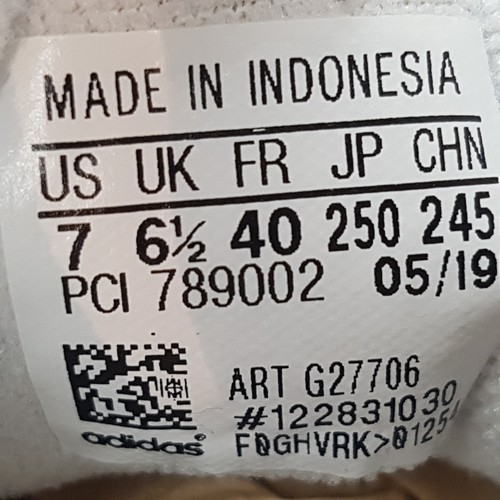 MADE IN INDONESIA
US UK FR JP CHN
7 6½ 40 250 245
PCI 789002 05/19
ART G27706
#122831030
adidas® F0GHVRK>01254